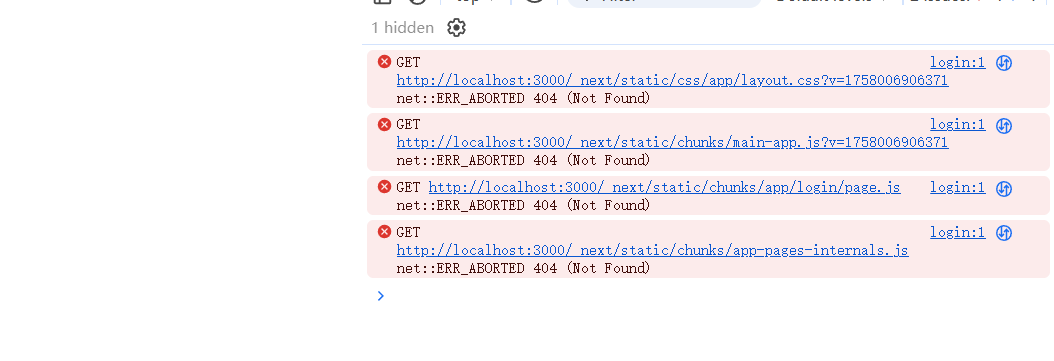 1 hidden
GET login:1
http://localhost:3000/_next/static/css/app/layout.css?v=1758006906371
net::ERR_ABORTED 404 (Not Found)
GET login:1
http://localhost:3000/_next/static/chunks/main-app.js?v=1758006906371
net::ERR_ABORTED 404 (Not Found)
GET http://localhost:3000/_next/static/chunks/app/login/page.js login:1
net::ERR_ABORTED 404 (Not Found)
GET login:1
http://localhost:3000/_next/static/chunks/app-pages-internals.js
net::ERR_ABORTED 404 (Not Found)